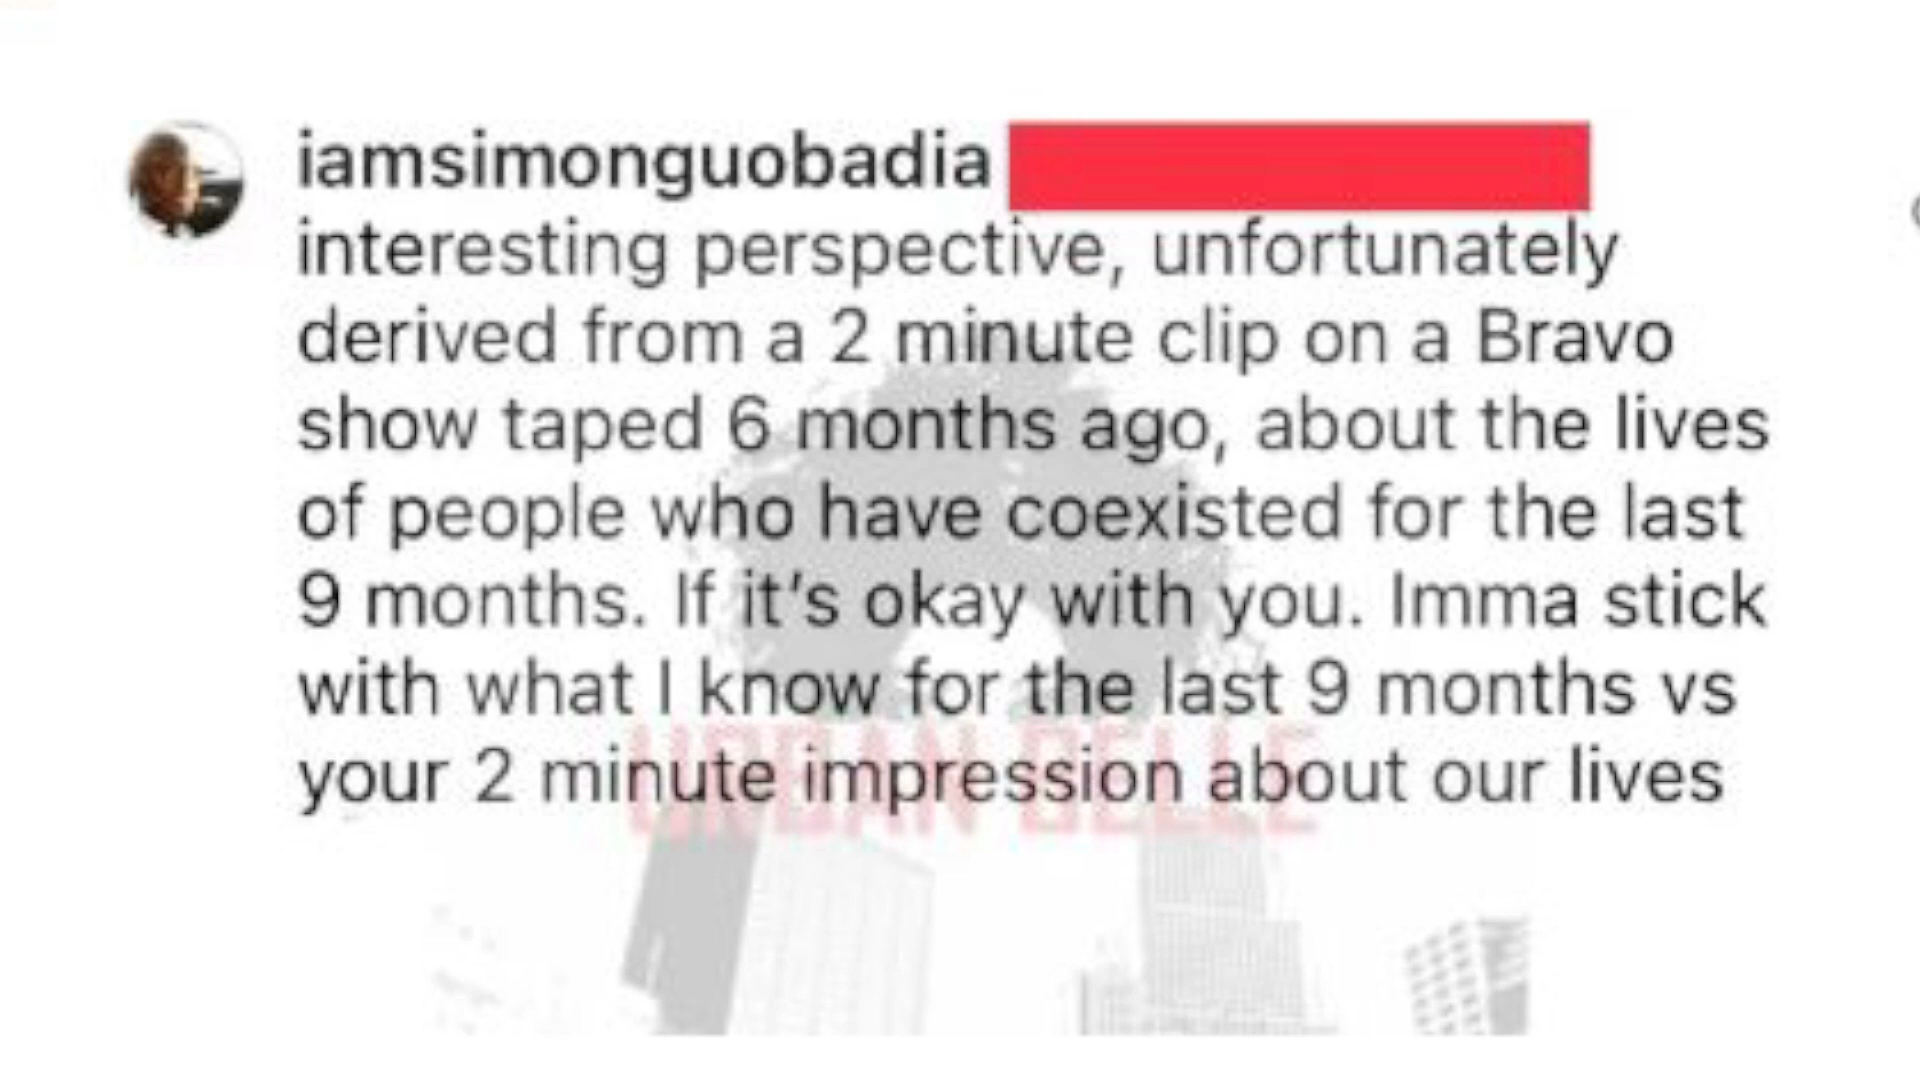 iamsimonguobadia
interesting perspective, unfortunately
derived from a 2 minute clip on a Bravo
show taped 6 months ago, about the lives
of people who have coexisted for the last
9 months. If it's okay with you. Imma stick
with what I know for the last 9 months vs
your 2 minute impression about our lives
URBAN BELLE